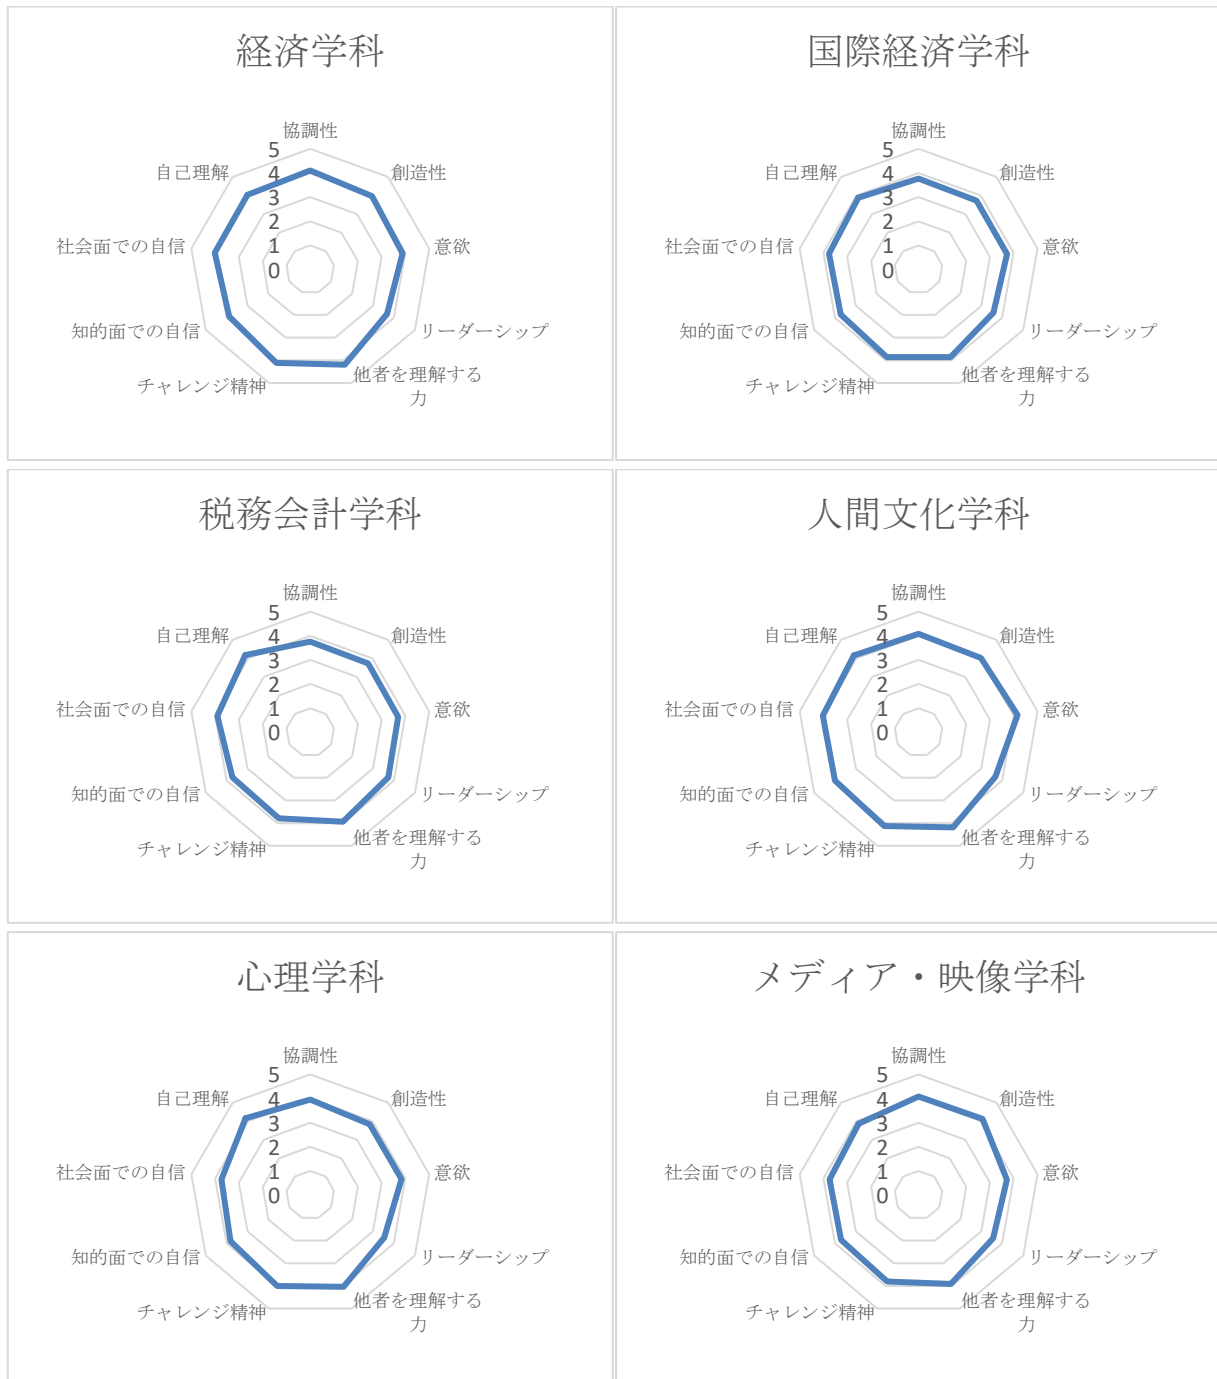 経済学科
協調性
創造性
意欲
リーダーシップ
他者を理解する
力
チャレンジ精神
知的面での自信
社会面での自信
自己理解
5
4
3
2
1
0
国際経済学科
協調性
創造性
意欲
リーダーシップ
他者を理解する
力
チャレンジ精神
知的面での自信
社会面での自信
自己理解
5
4
3
2
1
0
税務会計学科
協調性
創造性
意欲
リーダーシップ
他者を理解する
力
チャレンジ精神
知的面での自信
社会面での自信
自己理解
5
4
3
2
1
0
人間文化学科
協調性
創造性
意欲
リーダーシップ
他者を理解する
力
チャレンジ精神
知的面での自信
社会面での自信
自己理解
5
4
3
2
1
0
心理学科
協調性
創造性
意欲
リーダーシップ
他者を理解する
力
チャレンジ精神
知的面での自信
社会面での自信
自己理解
5
4
3
2
1
0
メディア・映像学科
協調性
創造性
意欲
リーダーシップ
他者を理解する
力
チャレンジ精神
知的面での自信
社会面での自信
自己理解
5
4
3
2
1
0